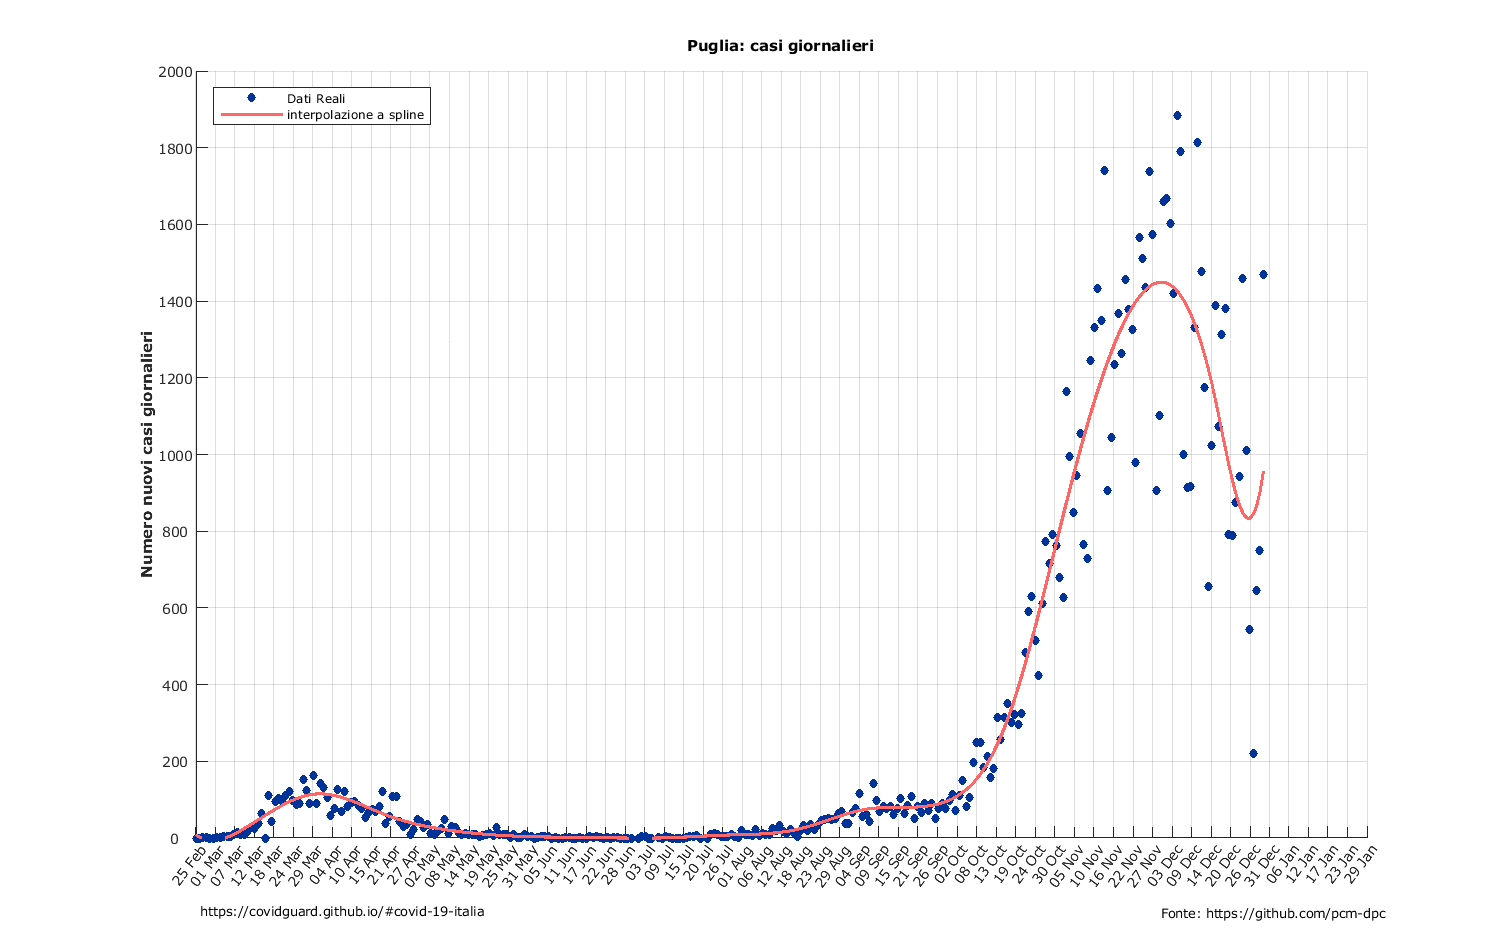 Puglia: casi giornalieri
Dati Reali
interpolazione a spline
Numero nuovi casi giornalieri
2000
1800
1600
1400
1200
1000
800
600
400
200
0
25 Feb
01 Mar
07 Mar
12 Mar
18 Mar
24 Mar
29 Mar
04 Apr
10 Apr
15 Apr
21 Apr
27 Apr
02 May
08 May
14 May
19 May
25 May
31 May
05 Jun
11 Jun
17 Jun
22 Jun
28 Jun
03 Jul
09 Jul
15 Jul
20 Jul
26 Jul
01 Aug
06 Aug
12 Aug
18 Aug
23 Aug
29 Aug
04 Sep
09 Sep
15 Sep
21 Sep
26 Sep
02 Oct
08 Oct
13 Oct
19 Oct
24 Oct
30 Oct
05 Nov
10 Nov
16 Nov
22 Nov
27 Nov
03 Dec
09 Dec
14 Dec
20 Dec
26 Dec
31 Dec
06 Jan
12 Jan
17 Jan
23 Jan
29 Jan
https://covidguard.github.io/#covid-19-italia
Fonte: https://github.com/pcm-dpc